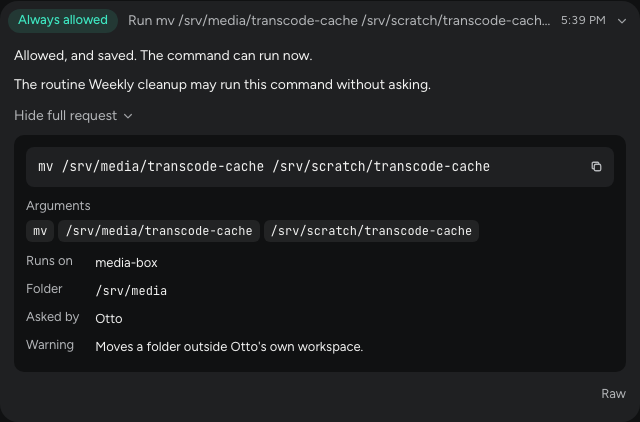 Always allowed Run mv /srv/media/transcode-cache /srv/scratch/transcode-cach... 5:39 PM
Allowed, and saved. The command can run now.
The routine Weekly cleanup may run this command without asking.
Hide full request
mv /srv/media/transcode-cache /srv/scratch/transcode-cache
Arguments
mv /srv/media/transcode-cache /srv/scratch/transcode-cache
Runs on media-box
Folder /srv/media
Asked by Otto
Warning Moves a folder outside Otto's own workspace.
Raw